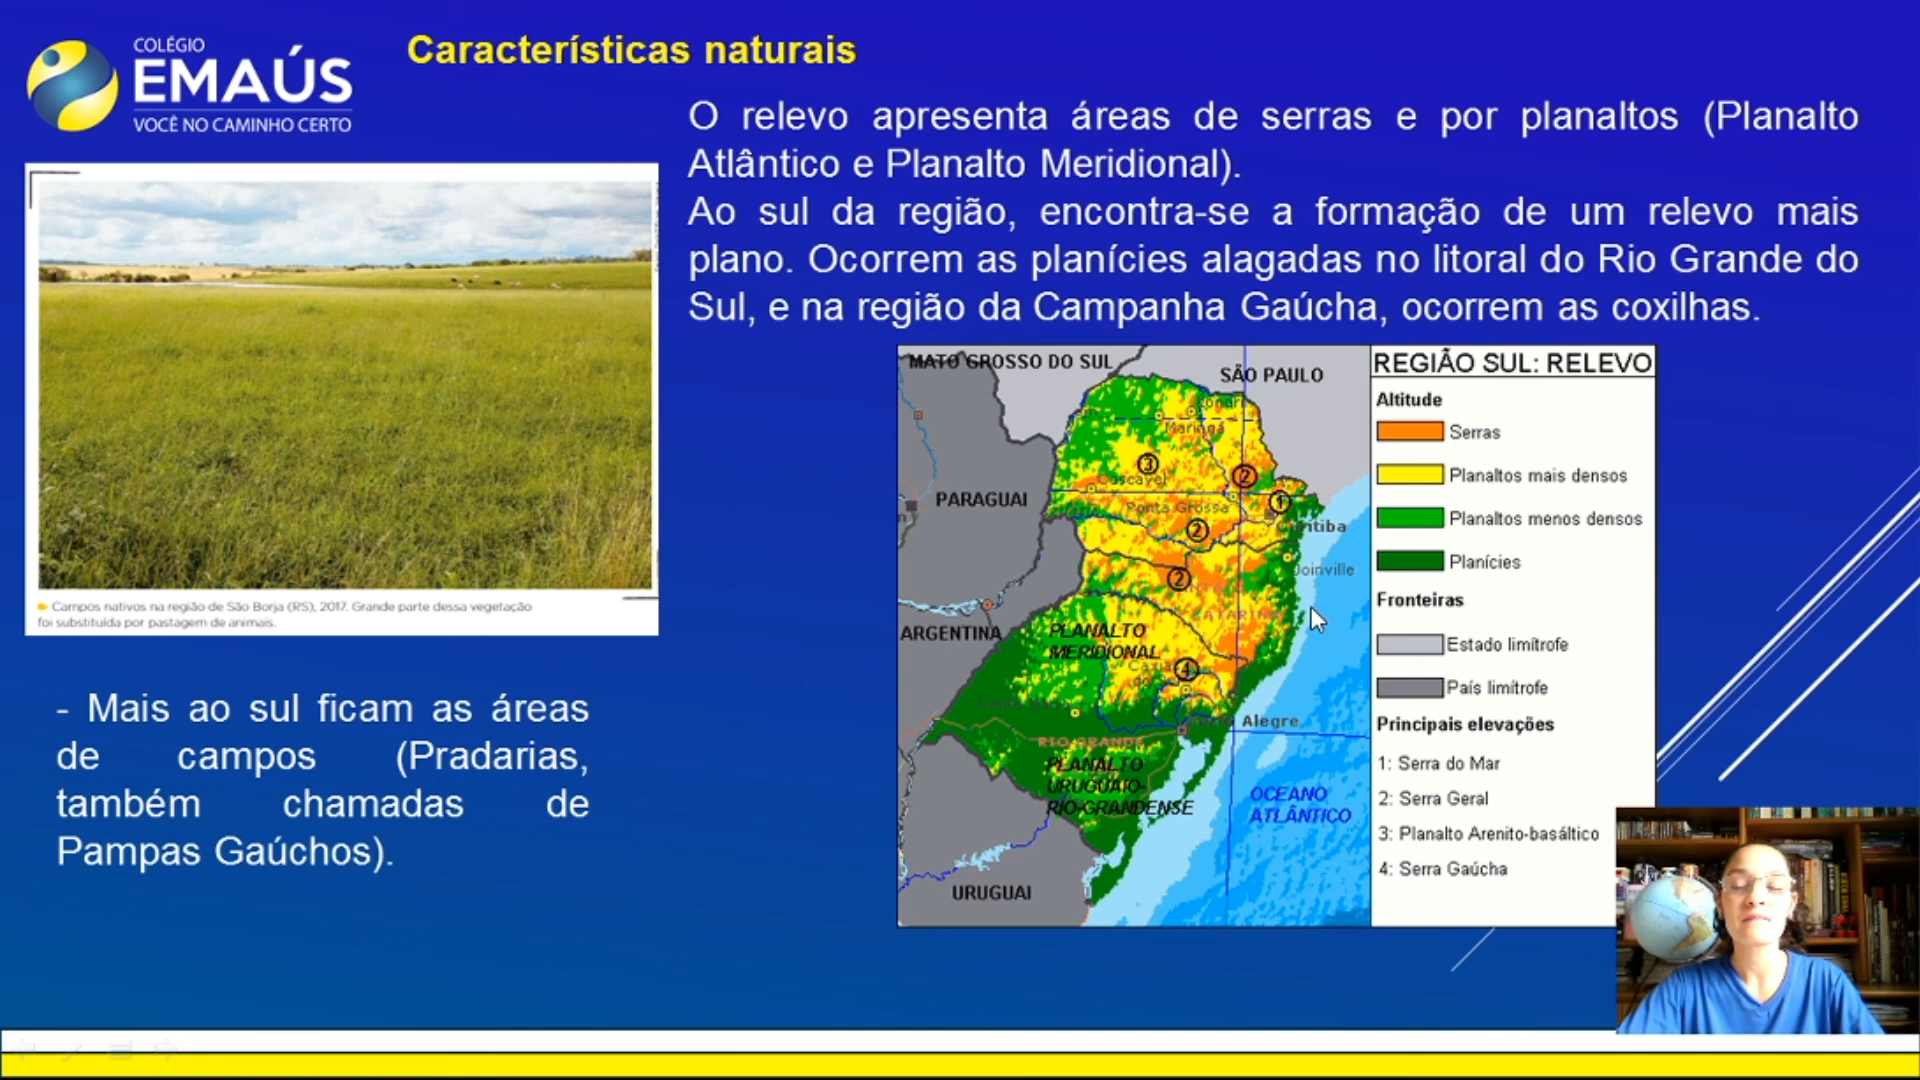 COLÉGIO
EMAÚS
VOCÊ NO CAMINHO CERTO
Características naturais
O relevo apresenta áreas de serras e por planaltos (Planalto
Atlântico e Planalto Meridional).
Ao sul da região, encontra-se a formação de um relevo mais
plano. Ocorrem as planícies alagadas no litoral do Rio Grande do
Sul, e na região da Campanha Gaúcha, ocorrem as coxilhas.
Campos nativos na região de São Borja (RS), 2017. Grande parte dessa vegetação
foi substituída por pastagem de animais.
- Mais ao sul ficam as áreas
de campos (Pradarias,
também chamadas de
Pampas Gaúchos).
MATO GROSSO DO SUL
SÃO PAULO
Maringá
3
Cascavel
2
PARAGUAI
1
Ponta Grossa
2
Joinville
2
ARGENTINA
PLANALTO
MERIDIONAL
4
Alegre
RIO GRANDE
PLANALTO
URUGUAIO-
RIO-GRANDENSE
OCEANO
ATLÂNTICO
URUGUAI
REGIÃO SUL: RELEVO
Altitude
Serras
Planaltos mais densos
Planaltos menos densos
Planícies
Fronteiras
Estado limítrofe
País limítrofe
Principais elevações
1: Serra do Mar
2: Serra Geral
3: Planalto Arenito-basáltico
4: Serra Gaúcha